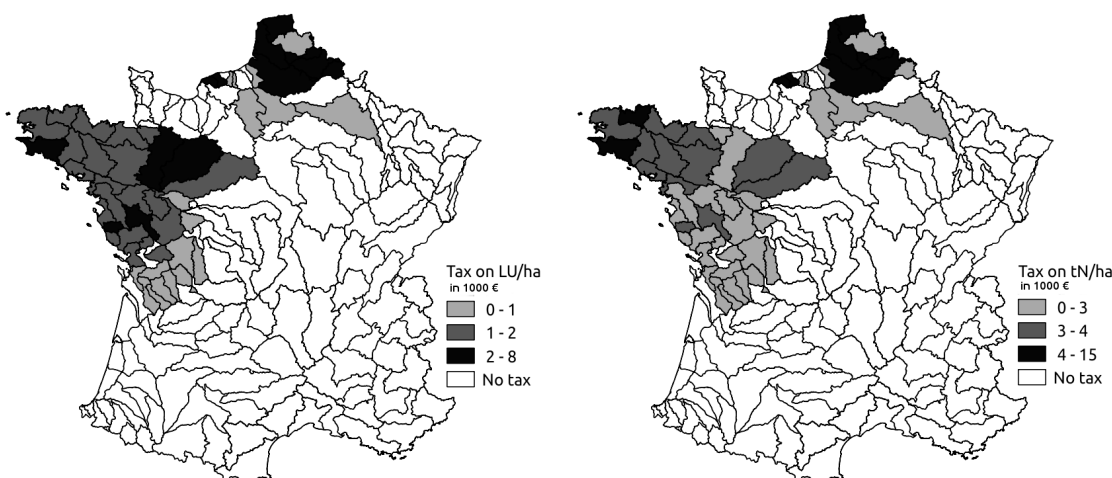 Tax on LU/ha
in 1000 €
0 - 1
1 - 2
2 - 8
No tax
Tax on tN/ha
in 1000 €
0 - 3
3 - 4
4 - 15
No tax